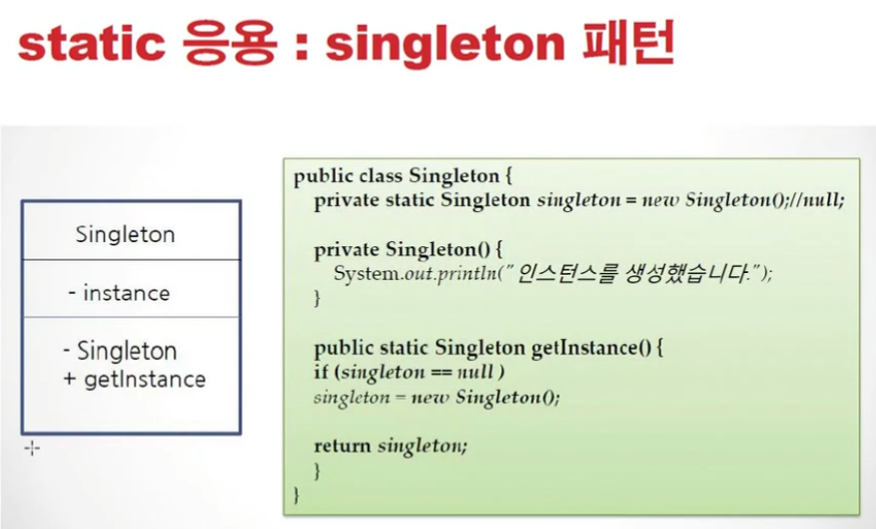 static 응용 : singleton 패턴
Singleton
- instance
- Singleton
+ getInstance
public class Singleton {
private static Singleton singleton = new Singleton();//null;
private Singleton() {
System.out.println("인스턴스를 생성했습니다.");
}
public static Singleton getInstance() {
if (singleton == null )
singleton = new Singleton();
return singleton;
}
}